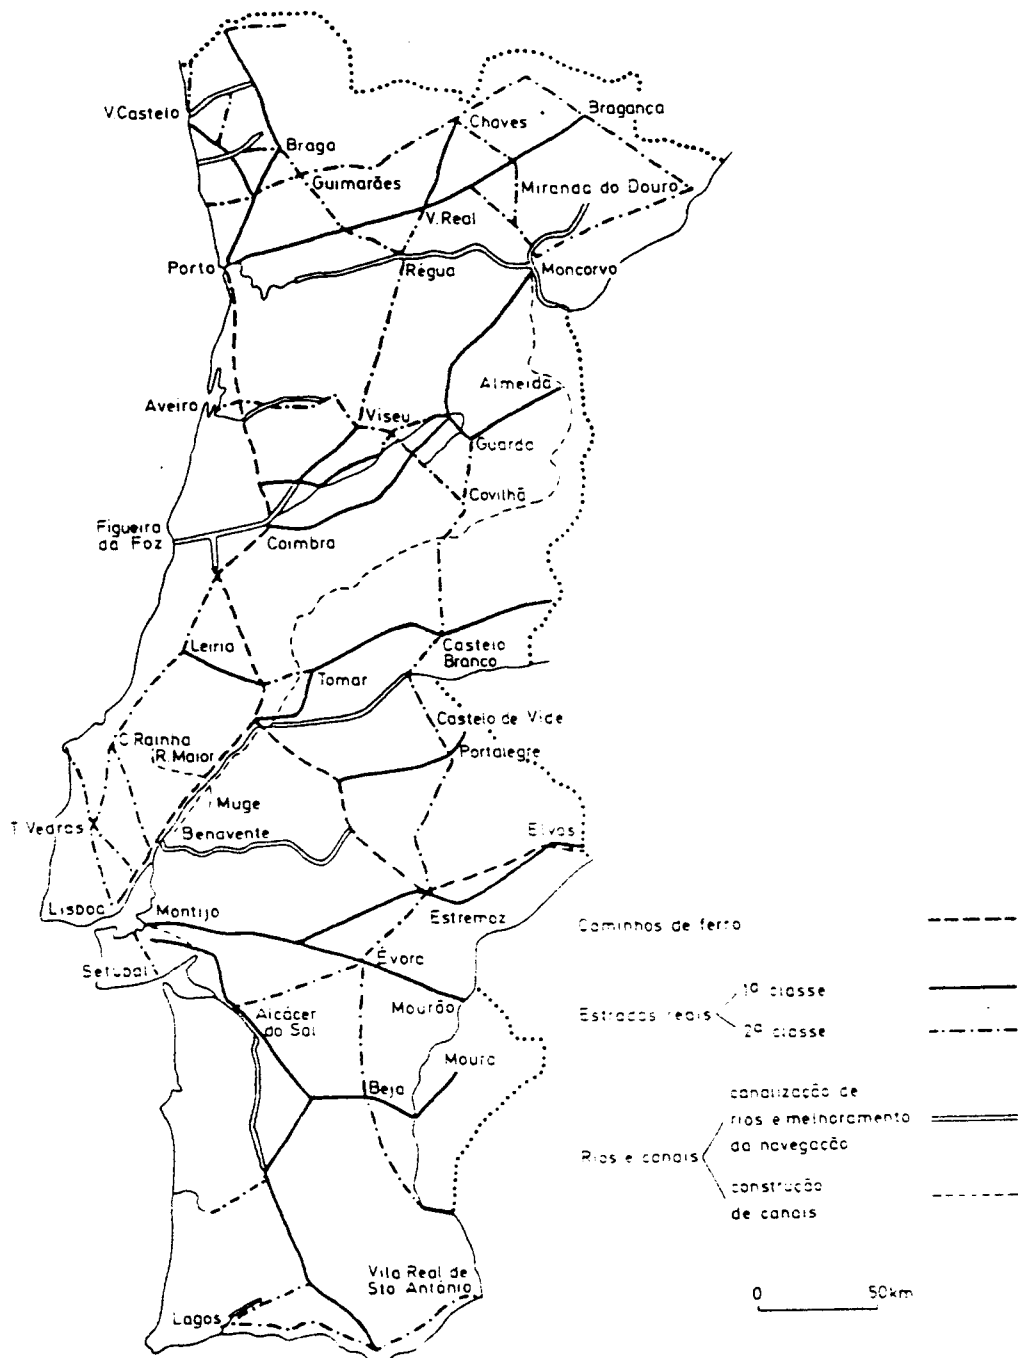 V Castelo
Braga
Chaves
Bragança
Guimarães
Miranda do Douro
V. Real
Porto
Régua
Moncorvo
Almeida
Aveiro
Viseu
Guarda
Covilhã
Figueira
da Foz
Coimbra
Leiria
Tomar
Castelo
Branco
Castelo de Vide
Portalegre
C Rainha
R. Maior
Muge
T Vedras
Benavente
Elvas
Lisboa
Montijo
Estremoz
Setubal
Évora
Alcácer
do Sal
Mourão
Moura
Beja
Vila Real de
Sto António
Lagos
Caminhos de ferro
Estradas reais
1ª classe
2ª classe
Rios e canais
canalização de
rios e melhoramento
da navegação
construção
de canais
0 50km